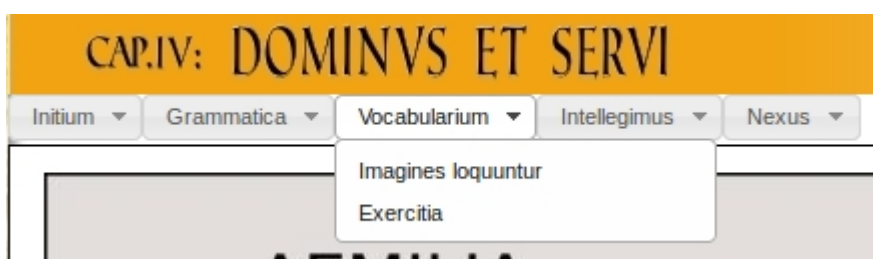 CAP.IV: DOMINVS ET SERVI
Initium Grammatica Vocabularium Intellegimus Nexus
Imagines loquuntur
Exercitia